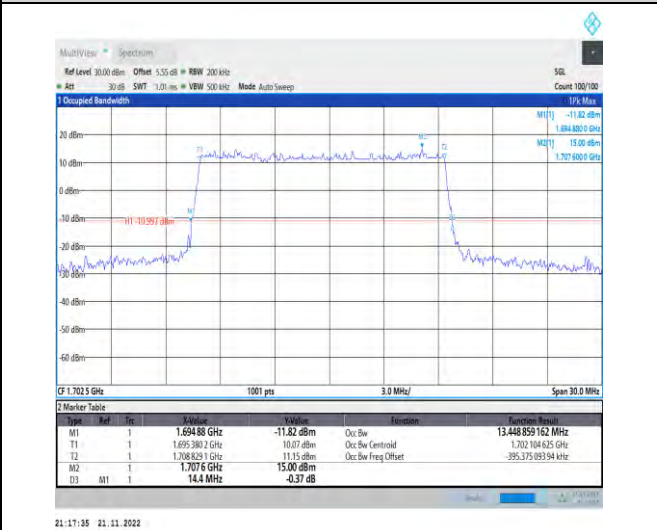 MultiView Spectrum
Ref Level 30.00 dBm Offset 5.55 dB RBW 200 kHz SGL
Att 30 dB SWT 1.01 ms VBW 500 kHz Mode Auto Sweep Count 100/100
1 Occupied Bandwidth 1Pk Max
M1[1] -11.82 dBm
1.694 880 0 GHz
M2[1] 15.00 dBm
1.707 600 0 GHz
20 dBm
10 dBm
0 dBm
-10 dBm
H1 -10.997 dBm
-20 dBm
-30 dBm
-40 dBm
-50 dBm
-60 dBm
CF 1.702 5 GHz 1001 pts 3.0 MHz/ Span 30.0 MHz
2 Marker Table
Type Ref Trc X-Value Y-Value Function Function Result
M1 1 1.694 88 GHz -11.82 dBm Occ Bw 13.448 859 162 MHz
T1 1 1.695 380 2 GHz 10.07 dBm Occ Bw Centroid 1.702 104 625 GHz
T2 1 1.708 829 1 GHz 11.15 dBm Occ Bw Freq Offset -395.375 093 94 kHz
M2 1 1.707 6 GHz 15.00 dBm
D3 M1 1 14.4 MHz -0.37 dB
21:17:35 21.11.2022